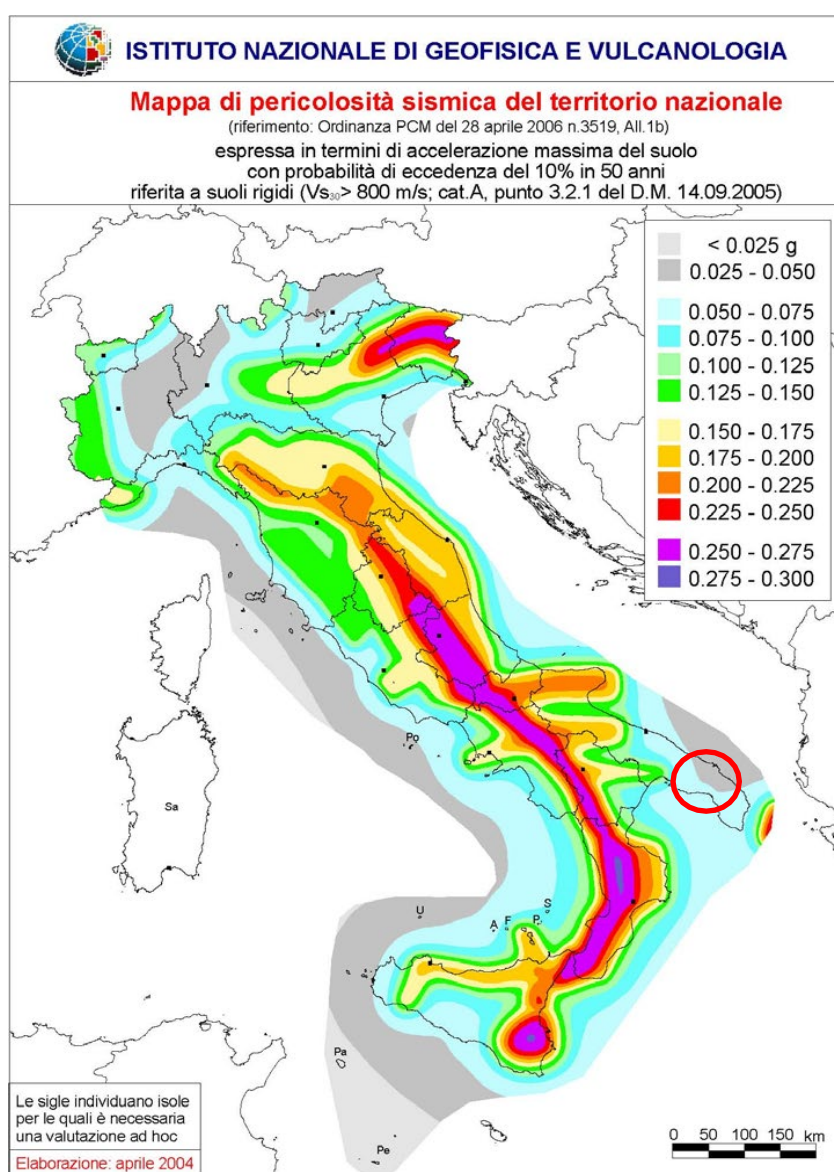 ISTITUTO NAZIONALE DI GEOFISICA E VULCANOLOGIA
Mappa di pericolosità sismica del territorio nazionale
(riferimento: Ordinanza PCM del 28 aprile 2006 n.3519, All.1b)
espressa in termini di accelerazione massima del suolo
con probabilità di eccedenza del 10% in 50 anni
riferita a suoli rigidi (Vs₃₀> 800 m/s; cat.A, punto 3.2.1 del D.M. 14.09.2005)
< 0.025 g
0.025 - 0.050
0.050 - 0.075
0.075 - 0.100
0.100 - 0.125
0.125 - 0.150
0.150 - 0.175
0.175 - 0.200
0.200 - 0.225
0.225 - 0.250
0.250 - 0.275
0.275 - 0.300
Po
Sa
U
A
F
P
S
Pa
Pe
Le sigle individuano isole
per le quali è necessaria
una valutazione ad hoc
Elaborazione: aprile 2004
0 50 100 150 km